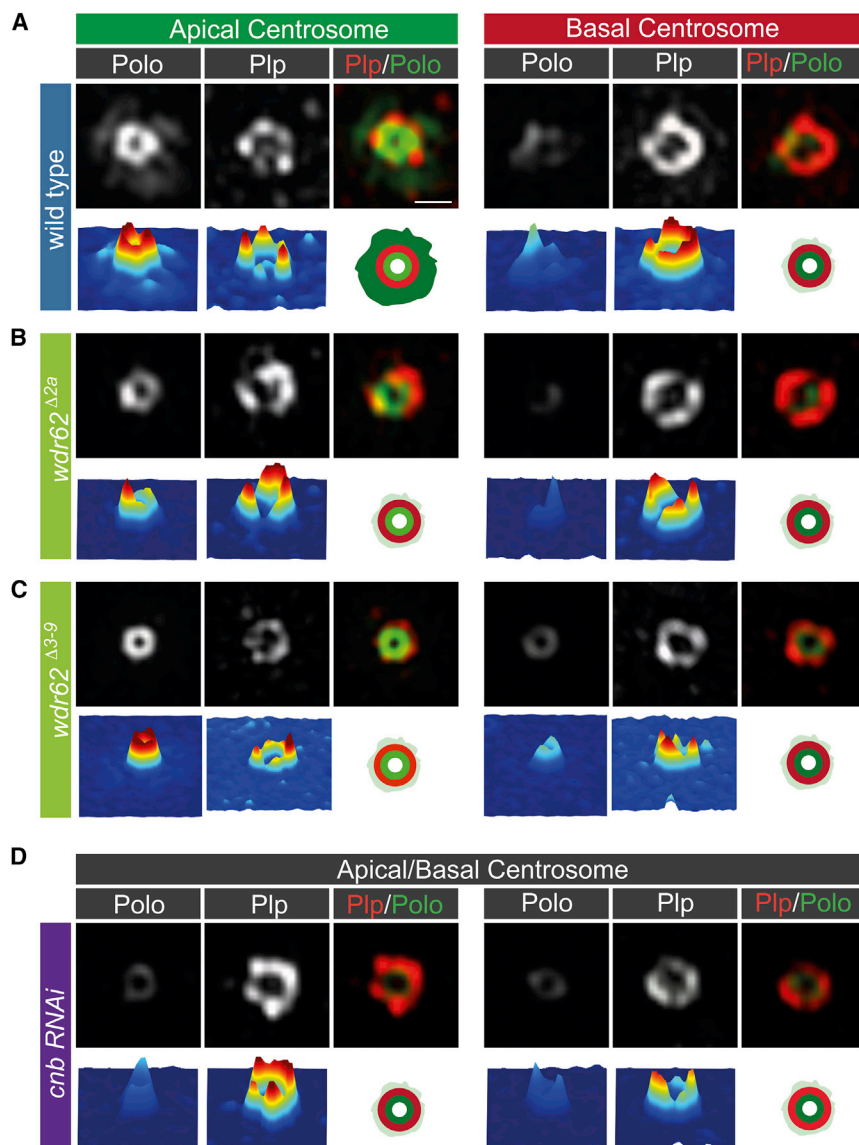 A
Apical Centrosome
Basal Centrosome
Polo Plp Plp/Polo Polo Plp Plp/Polo
wild type
B
wdr62 Δ2a
C
wdr62 Δ3-9
D
Apical/Basal Centrosome
Polo Plp Plp/Polo Polo Plp Plp/Polo
cnb RNAi